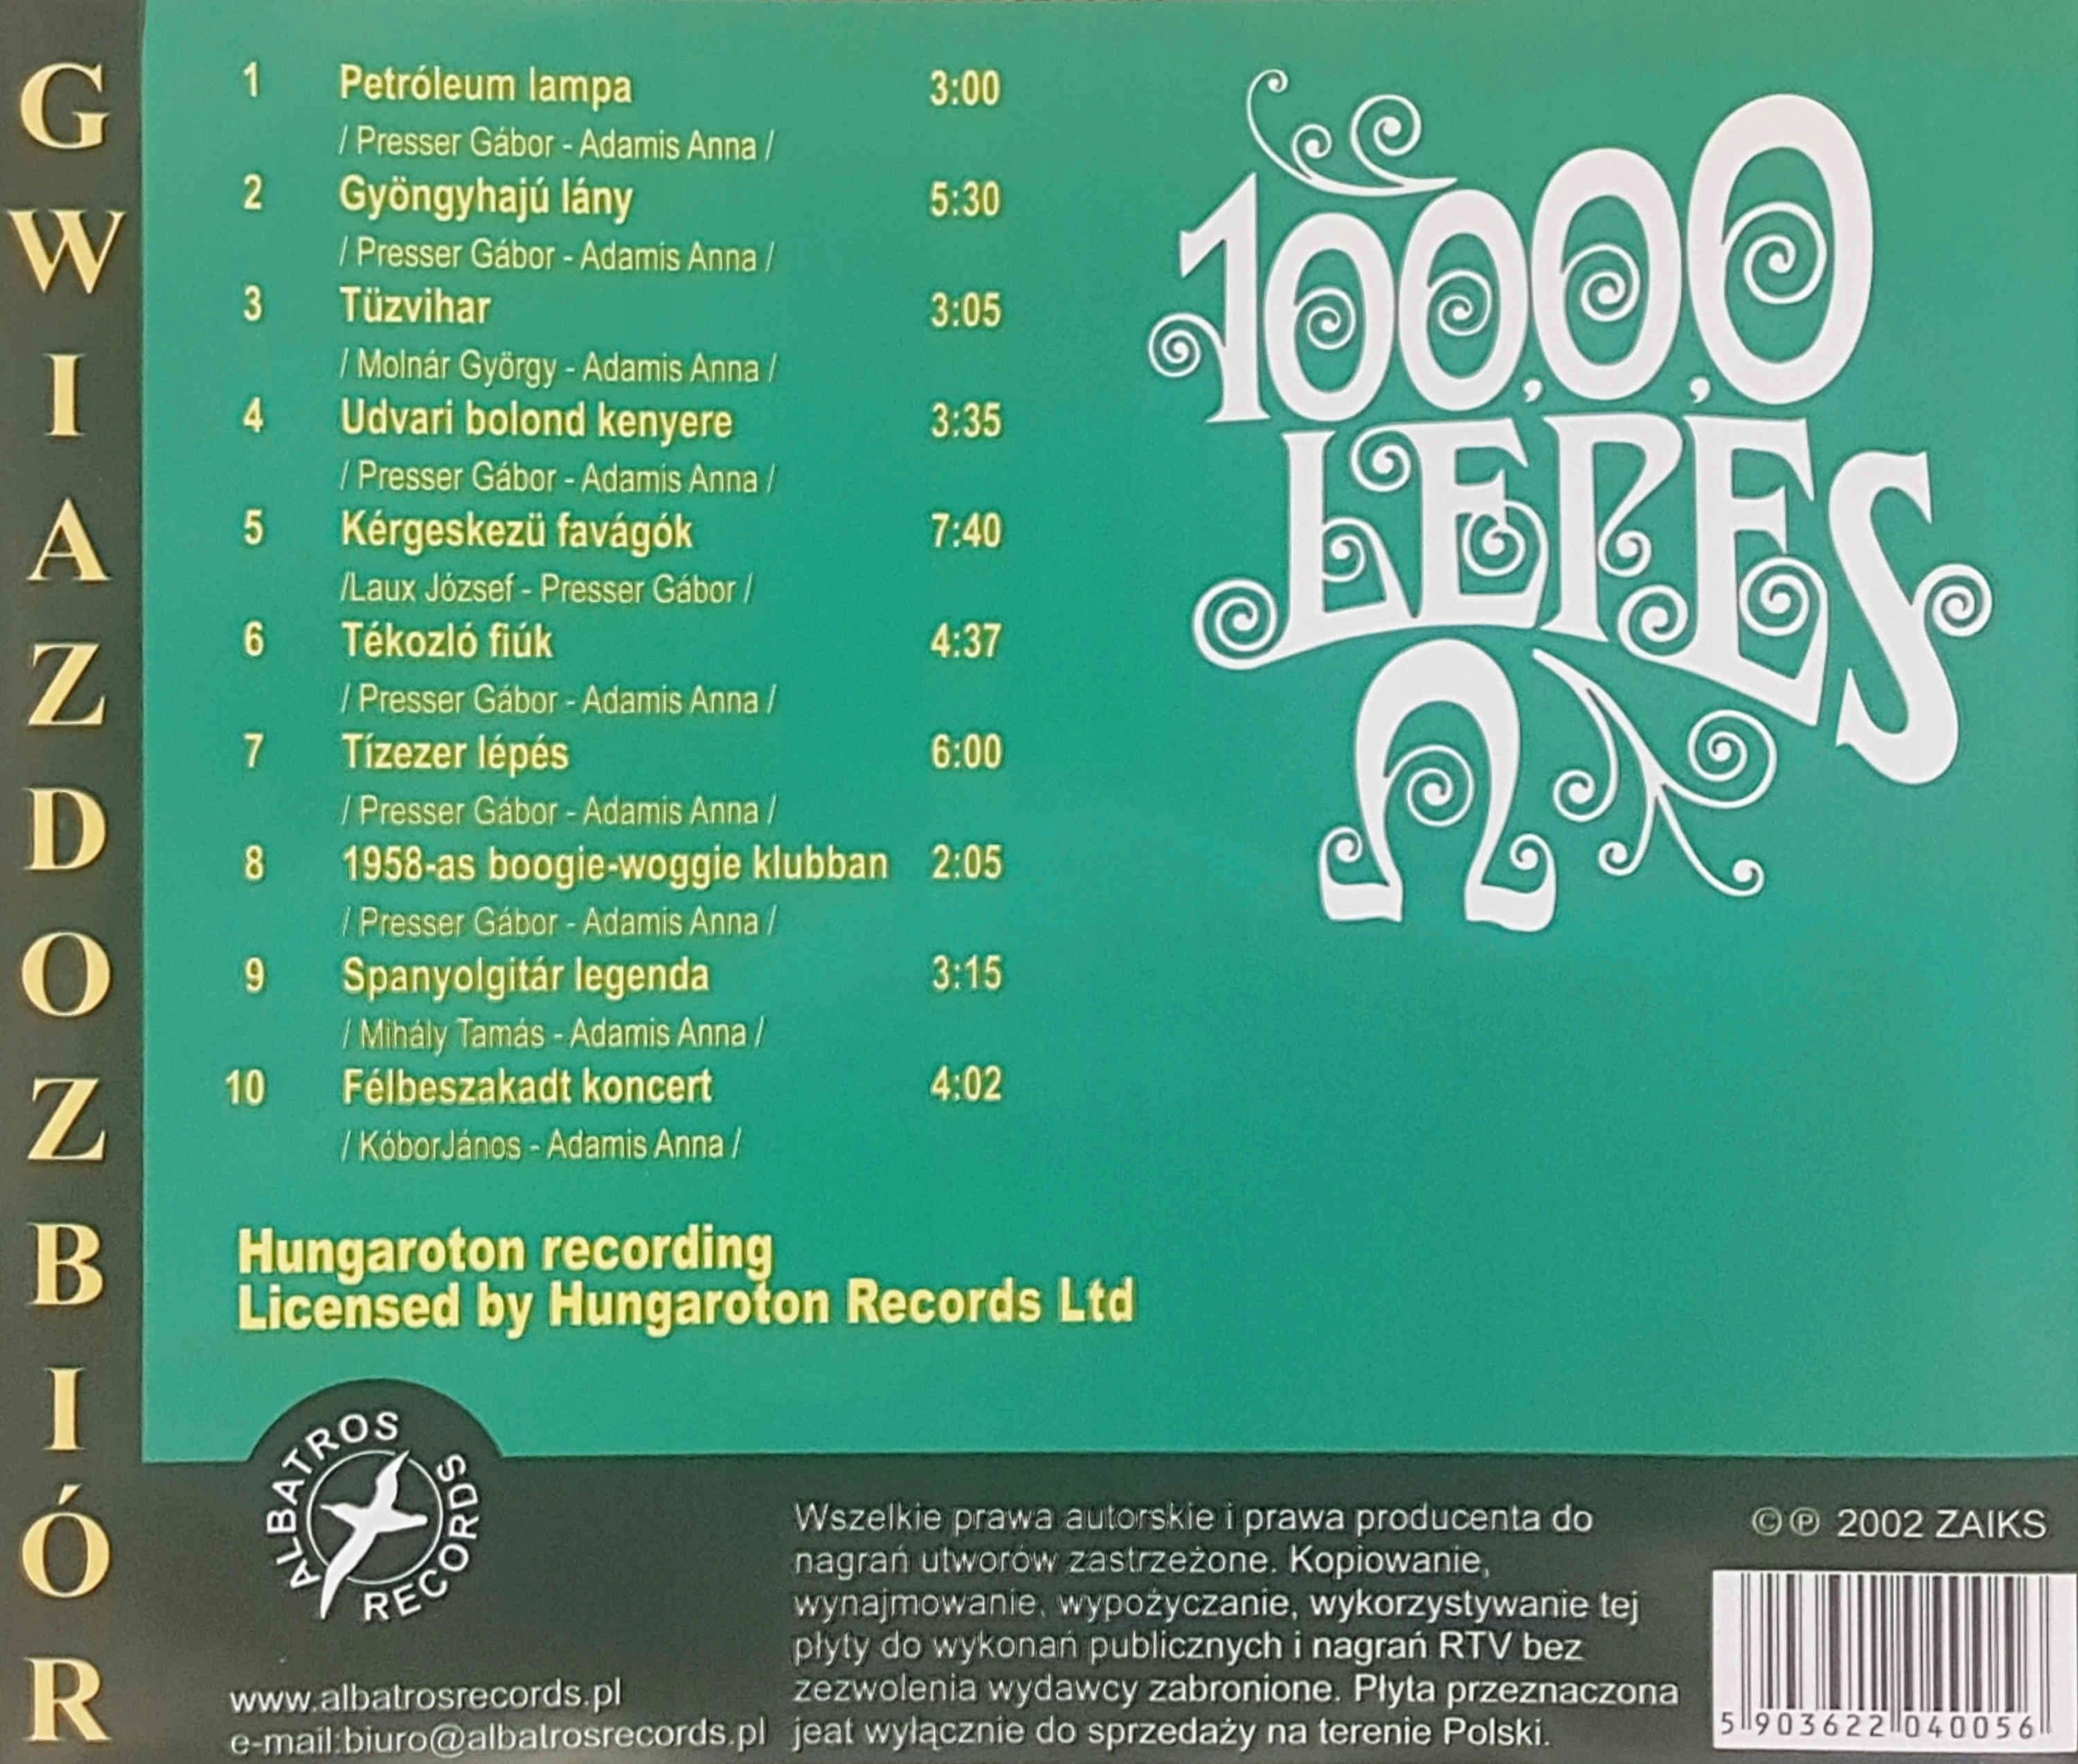 GWIAZDOZBIÓR
1 Petróleum lampa 3:00
/ Presser Gábor - Adamis Anna /
2 Gyöngyhajú lány 5:30
/ Presser Gábor - Adamis Anna /
3 Tüzvihar 3:05
/ Molnár György - Adamis Anna /
4 Udvari bolond kenyere 3:35
/ Presser Gábor - Adamis Anna /
5 Kérgeskezü favágók 7:40
/Laux József - Presser Gábor /
6 Tékozló fiúk 4:37
/ Presser Gábor - Adamis Anna /
7 Tízezer lépés 6:00
/ Presser Gábor - Adamis Anna /
8 1958-as boogie-woggie klubban 2:05
/ Presser Gábor - Adamis Anna /
9 Spanyolgitár legenda 3:15
/ Mihály Tamás - Adamis Anna /
10 Félbeszakadt koncert 4:02
/ KóborJános - Adamis Anna /
10000
LEPES
Ω
Hungaroton recording
Licensed by Hungaroton Records Ltd
ALBATROS RECORDS
www.albatrosrecords.pl
e-mail:biuro@albatrosrecords.pl
Wszelkie prawa autorskie i prawa producenta do
nagrań utworów zastrzeżone. Kopiowanie,
wynajmowanie, wypożyczanie, wykorzystywanie tej
płyty do wykonań publicznych i nagrań RTV bez
zezwolenia wydawcy zabronione. Płyta przeznaczona
jeat wyłącznie do sprzedaży na terenie Polski.
©℗ 2002 ZAIKS
5 903622 040056